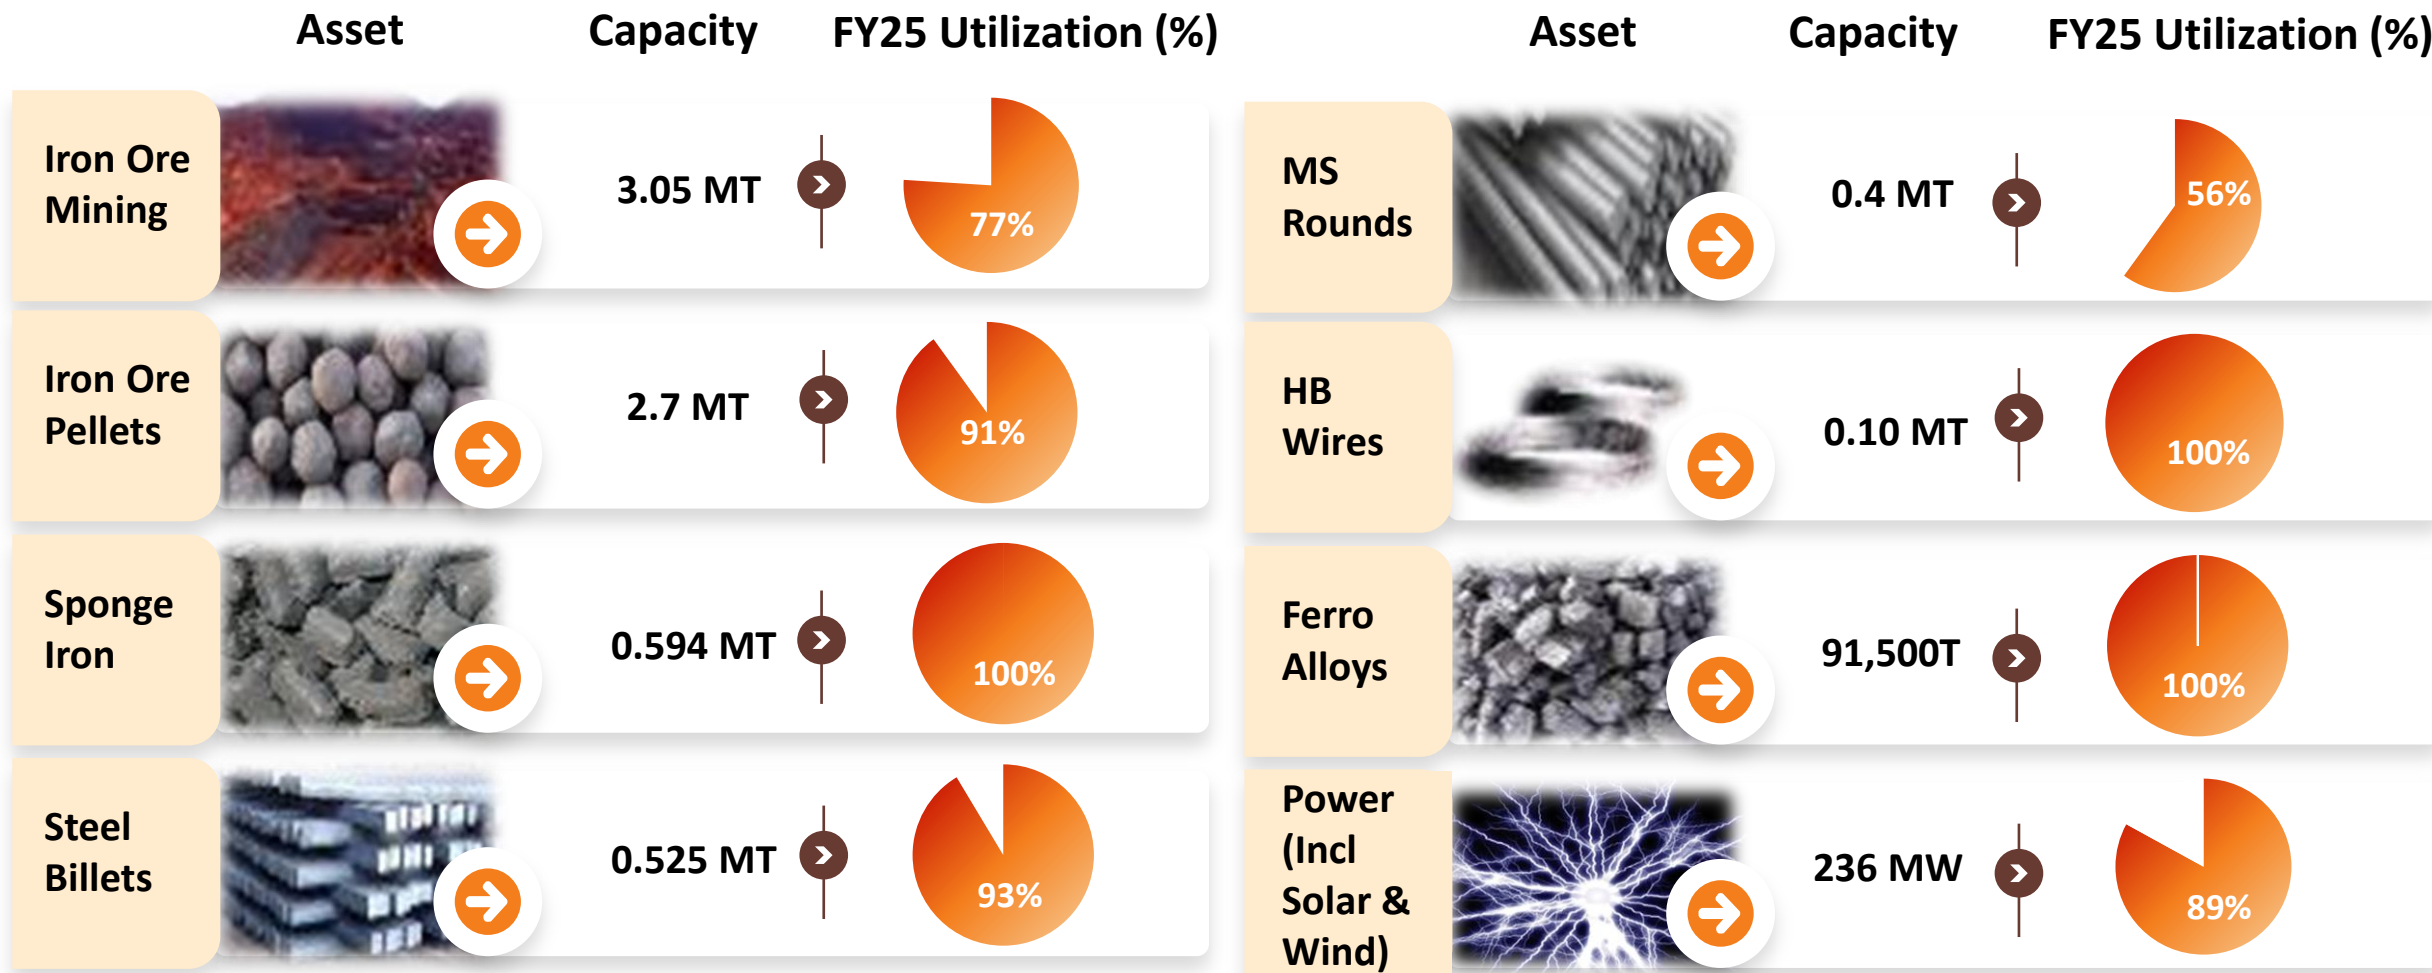 Asset Capacity FY25 Utilization (%)
Iron Ore
Mining
3.05 MT
77%
Iron Ore
Pellets
2.7 MT
91%
Sponge
Iron
0.594 MT
100%
Steel
Billets
0.525 MT
93%
Asset Capacity FY25 Utilization (%)
MS
Rounds
0.4 MT
56%
HB
Wires
0.10 MT
100%
Ferro
Alloys
91,500T
100%
Power
(Incl
Solar &
Wind)
236 MW
89%